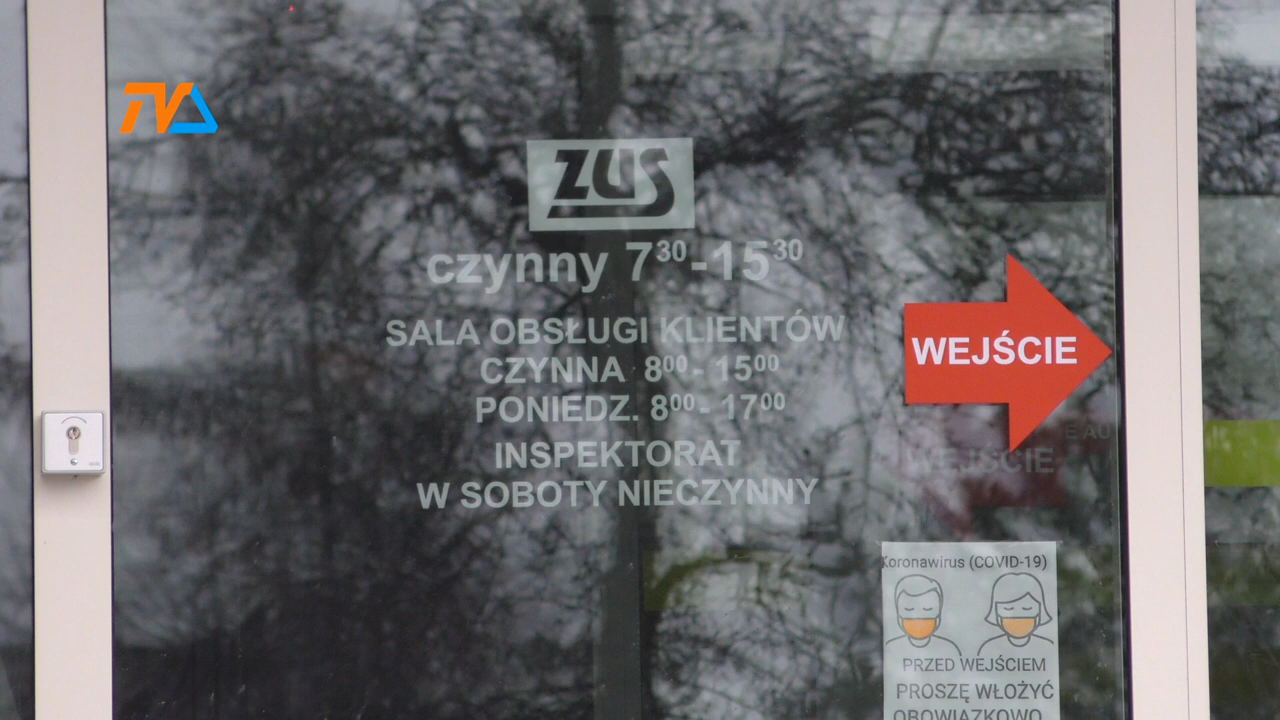 TVA
ZUS
czynny 7³⁰-15³⁰
SALA OBSŁUGI KLIENTÓW
CZYNNA 8⁰⁰- 15⁰⁰
PONIEDZ. 8⁰⁰- 17⁰⁰
INSPEKTORAT
W SOBOTY NIECZYNNY
WEJŚCIE
WEJŚCIE
Koronawirus (COVID-19)
PRZED WEJŚCIEM
PROSZĘ WŁOŻYĆ
OBOWIĄZKOWO